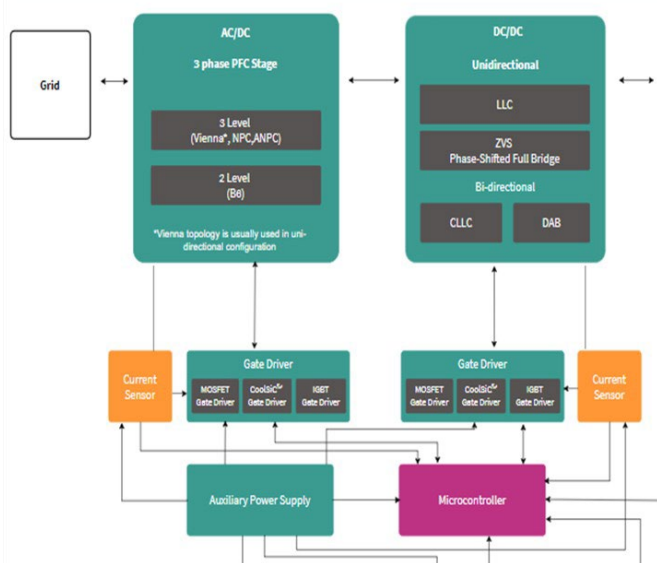 Grid
AC/DC
3 phase PFC Stage
3 Level
(Vienna*, NPC,ANPC)
2 Level
(B6)
*Vienna topology is usually used in uni-
directional configuration
DC/DC
Unidirectional
LLC
ZVS
Phase-Shifted Full Bridge
Bi-directional
CLLC
DAB
Current
Sensor
Gate Driver
MOSFET
Gate Driver
CoolSiC
Gate Driver
IGBT
Gate Driver
Gate Driver
MOSFET
Gate Driver
CoolSiC
Gate Driver
IGBT
Gate Driver
Current
Sensor
Auxiliary Power Supply
Microcontroller